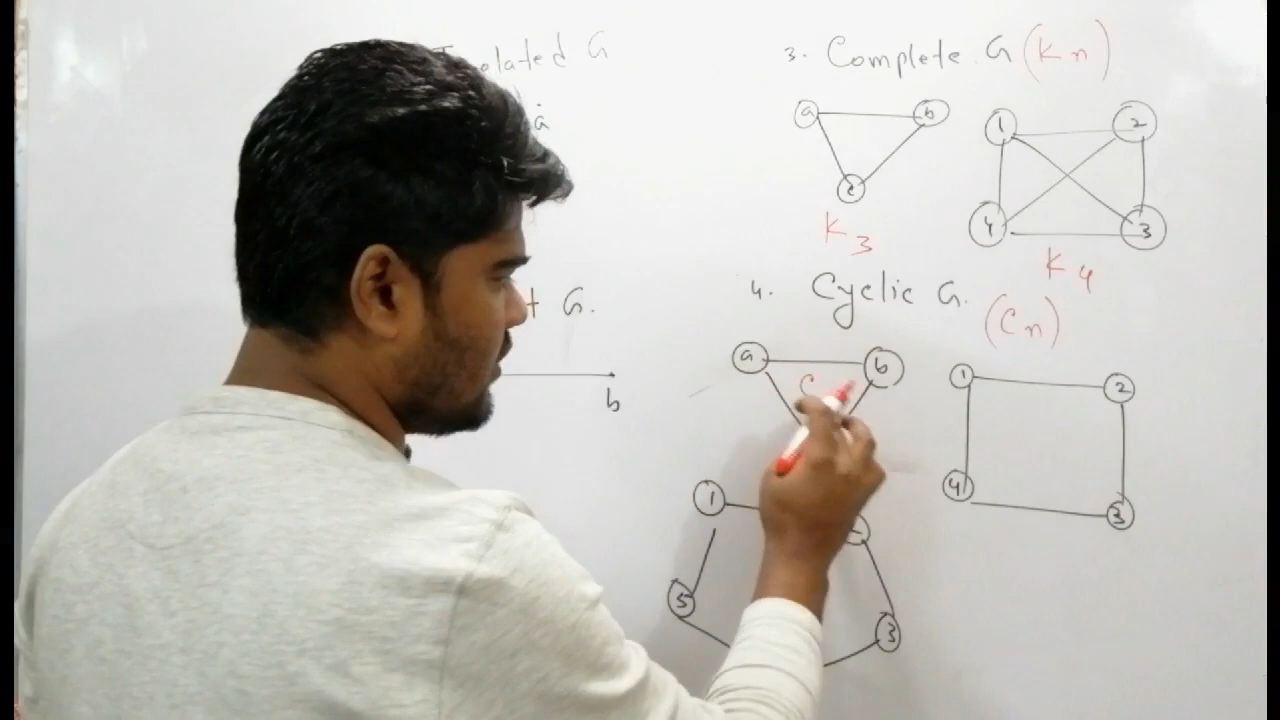 G
a
G.
b
3. Complete G (Kn)
a b
c
K3
1 2
4 3
K4
4. Cyclic G.
(Cn)
a b
C
1 2
4 3
1
5 3